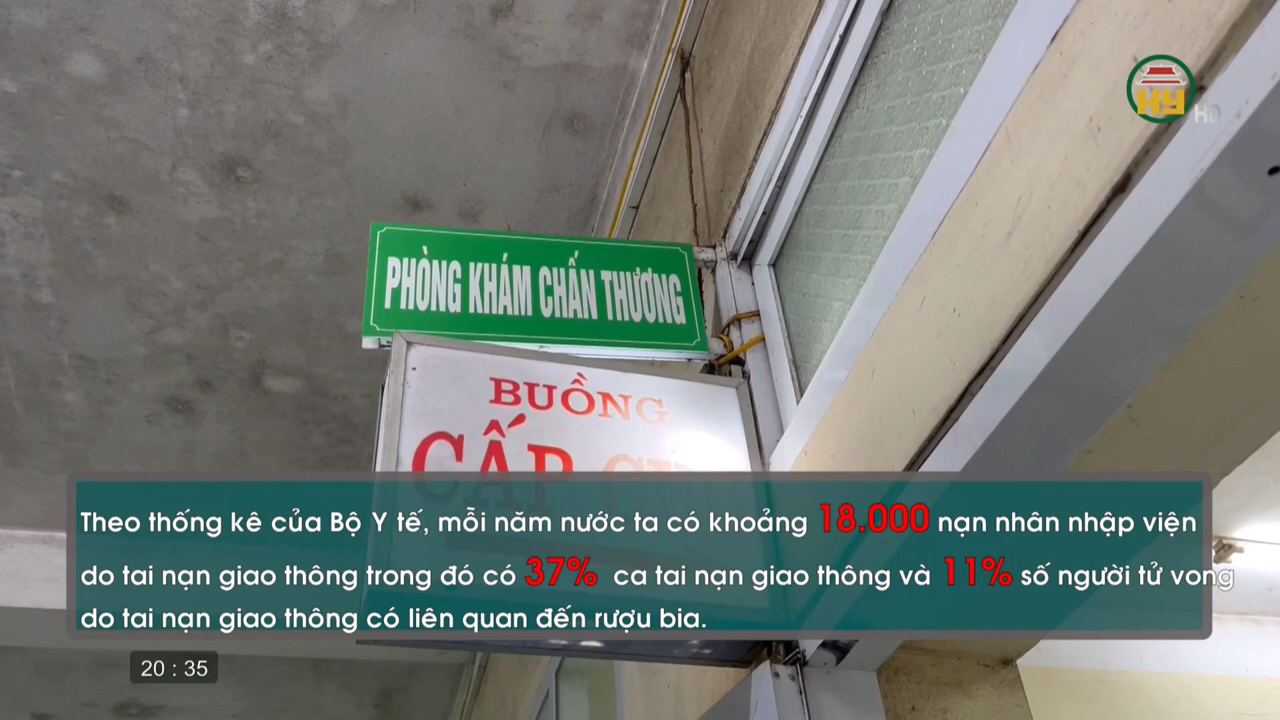 HY
HD
PHÒNG KHÁM CHẤN THƯƠNG
BUỒNG
CẤP
Theo thống kê của Bộ Y tế, mỗi năm nước ta có khoảng 18.000 nạn nhân nhập viện
do tai nạn giao thông trong đó có 37% ca tai nạn giao thông và 11% số người tử vong
do tai nạn giao thông có liên quan đến rượu bia.
20 : 35